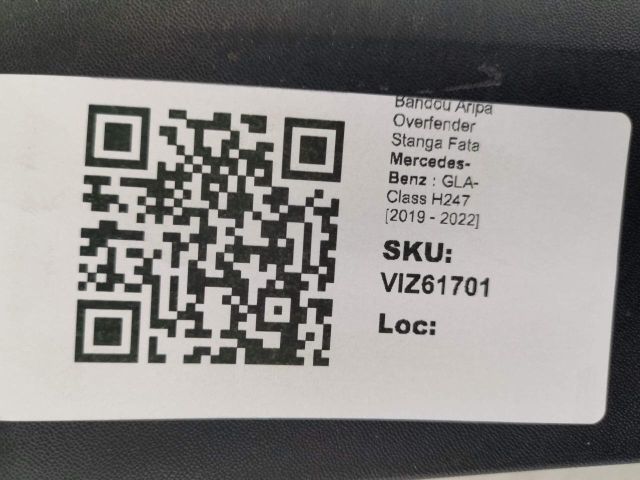 Bandou Aripa
Overfender
Stanga Fata
Mercedes-
Benz : GLA-
Class H247
[2019 - 2022]
SKU:
VIZ61701
Loc: